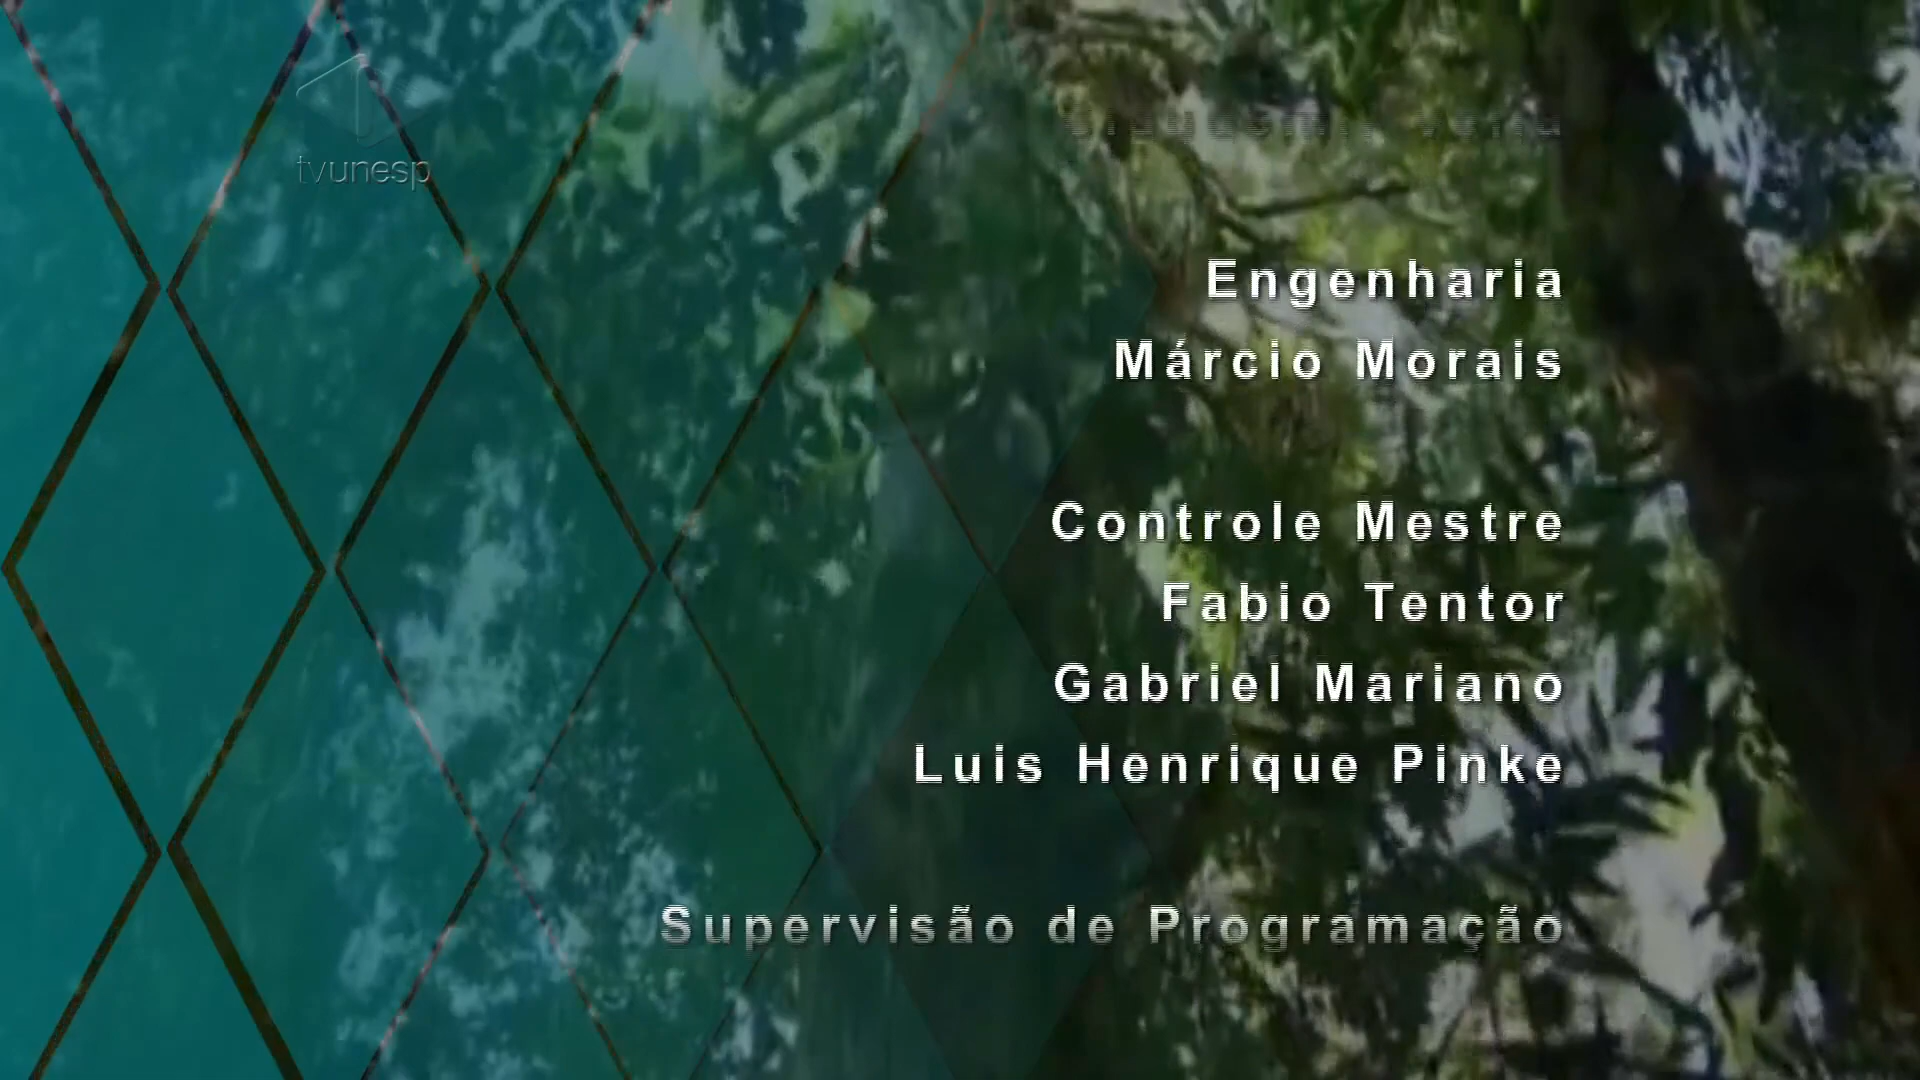 tvunesp
Engenharia
Márcio Morais
Controle Mestre
Fabio Tentor
Gabriel Mariano
Luis Henrique Pinke
Supervisão de Programação